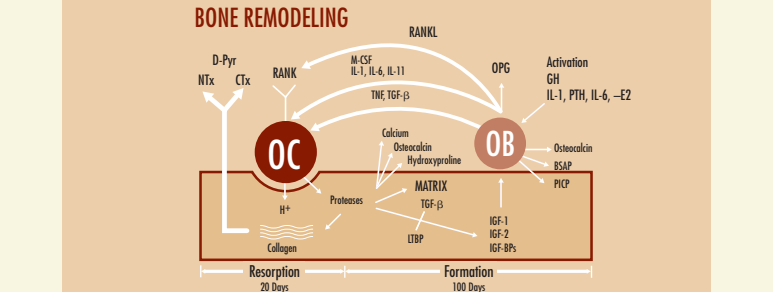 BONE REMODELING
RANKL
D-Pyr
NTx
CTx
RANK
M-CSF
IL-1, IL-6, IL-11
TNF, TGF-β
OPG
Activation
GH
IL-1, PTH, IL-6, –E2
OC
OB
Calcium
Osteocalcin
Hydroxyproline
Osteocalcin
BSAP
PICP
H+
Proteases
MATRIX
TGF-β
LTBP
IGF-1
IGF-2
IGF-BPs
Collagen
Resorption
20 Days
Formation
100 Days